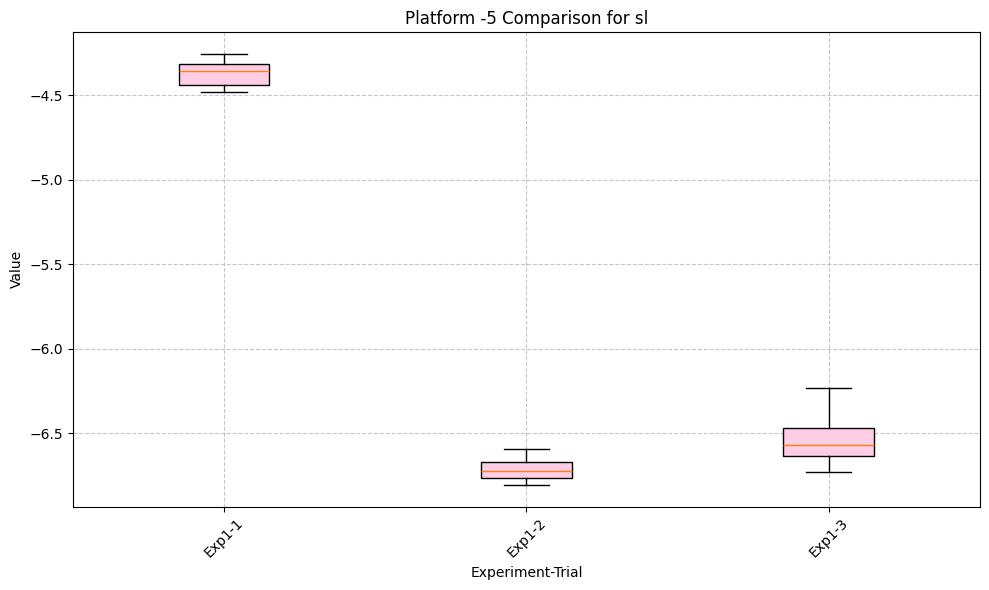 Platform -5 Comparison for sl
Value
−4.5
−5.0
−5.5
−6.0
−6.5
Exp1-1
Exp1-2
Exp1-3
Experiment-Trial